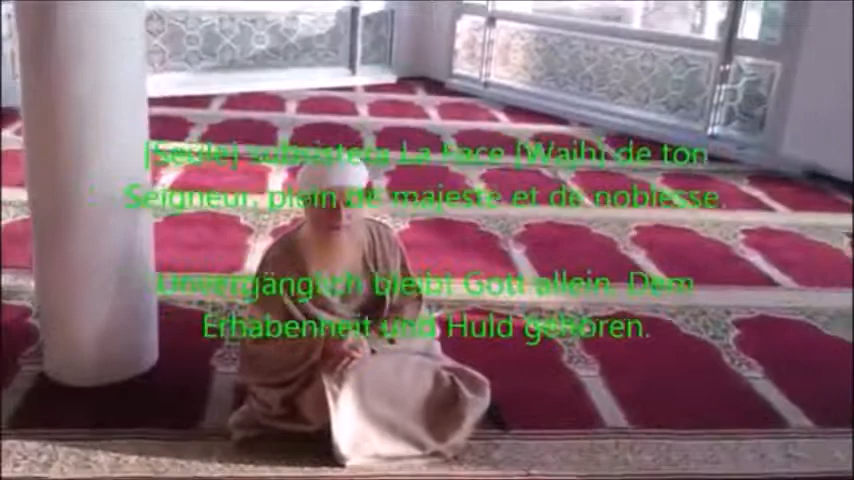 [Seule] subsistera La Face [Wajh] de ton
Seigneur, plein de majeste et de noblesse.
Unvergänglich bleibt Gott allein. Dem
Erhabenheit und Huld gehören.